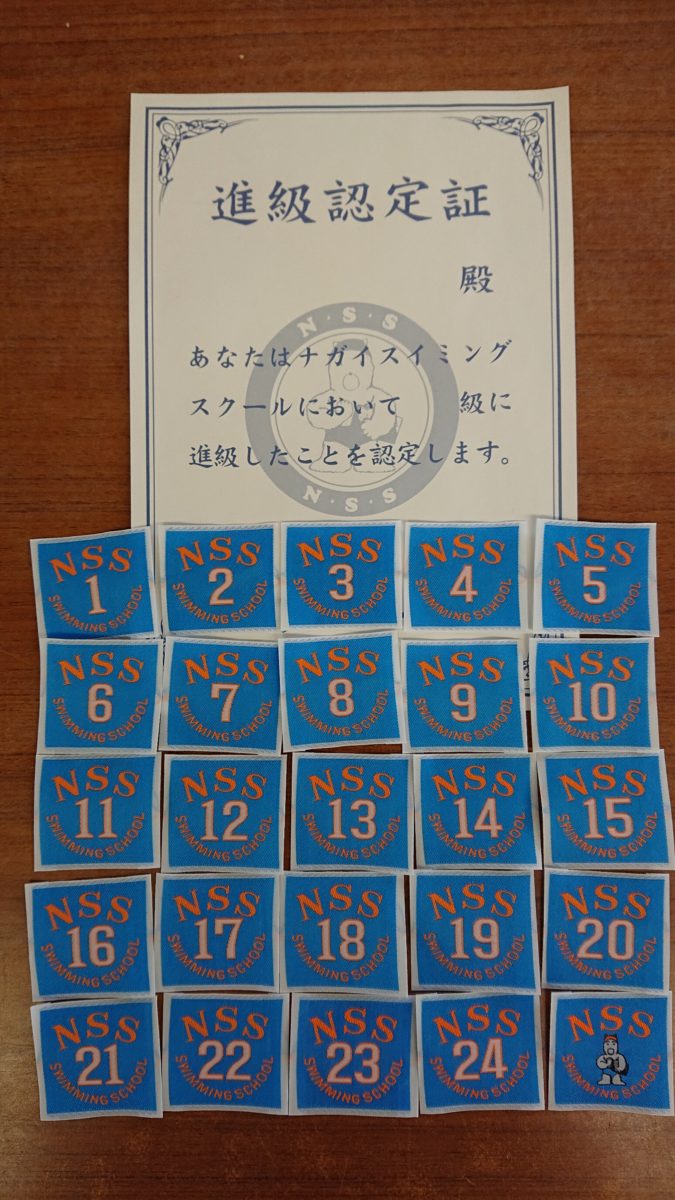 進級認定証
殿
N・S・S
あなたはナガイスイミング
スクールにおいて　　級に
進級したことを認定します。
N・S・S
NSS
1
SWIMMING SCHOOL
NSS
2
SWIMMING SCHOOL
NSS
3
SWIMMING SCHOOL
NSS
4
SWIMMING SCHOOL
NSS
5
SWIMMING SCHOOL
NSS
6
SWIMMING SCHOOL
NSS
7
SWIMMING SCHOOL
NSS
8
SWIMMING SCHOOL
NSS
9
SWIMMING SCHOOL
NSS
10
SWIMMING SCHOOL
NSS
11
SWIMMING SCHOOL
NSS
12
SWIMMING SCHOOL
NSS
13
SWIMMING SCHOOL
NSS
14
SWIMMING SCHOOL
NSS
15
SWIMMING SCHOOL
NSS
16
SWIMMING SCHOOL
NSS
17
SWIMMING SCHOOL
NSS
18
SWIMMING SCHOOL
NSS
19
SWIMMING SCHOOL
NSS
20
SWIMMING SCHOOL
NSS
21
SWIMMING SCHOOL
NSS
22
SWIMMING SCHOOL
NSS
23
SWIMMING SCHOOL
NSS
24
SWIMMING SCHOOL
NSS
SWIMMING SCHOOL